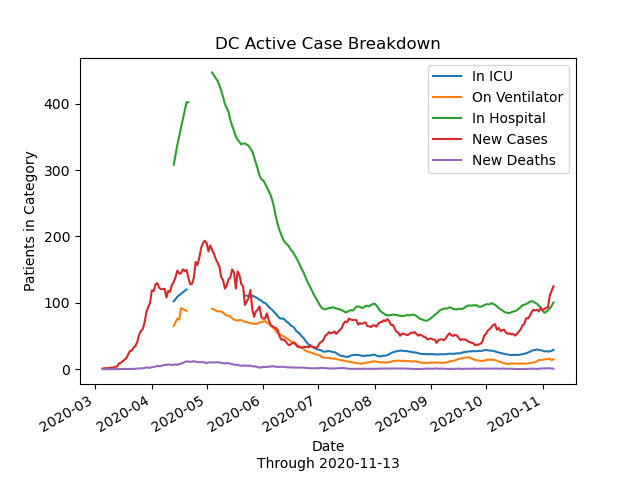 DC Active Case Breakdown
In ICU
On Ventilator
In Hospital
New Cases
New Deaths
Patients in Category
400
300
200
100
0
2020-03
2020-04
2020-05
2020-06
2020-07
2020-08
2020-09
2020-10
2020-11
Date
Through 2020-11-13